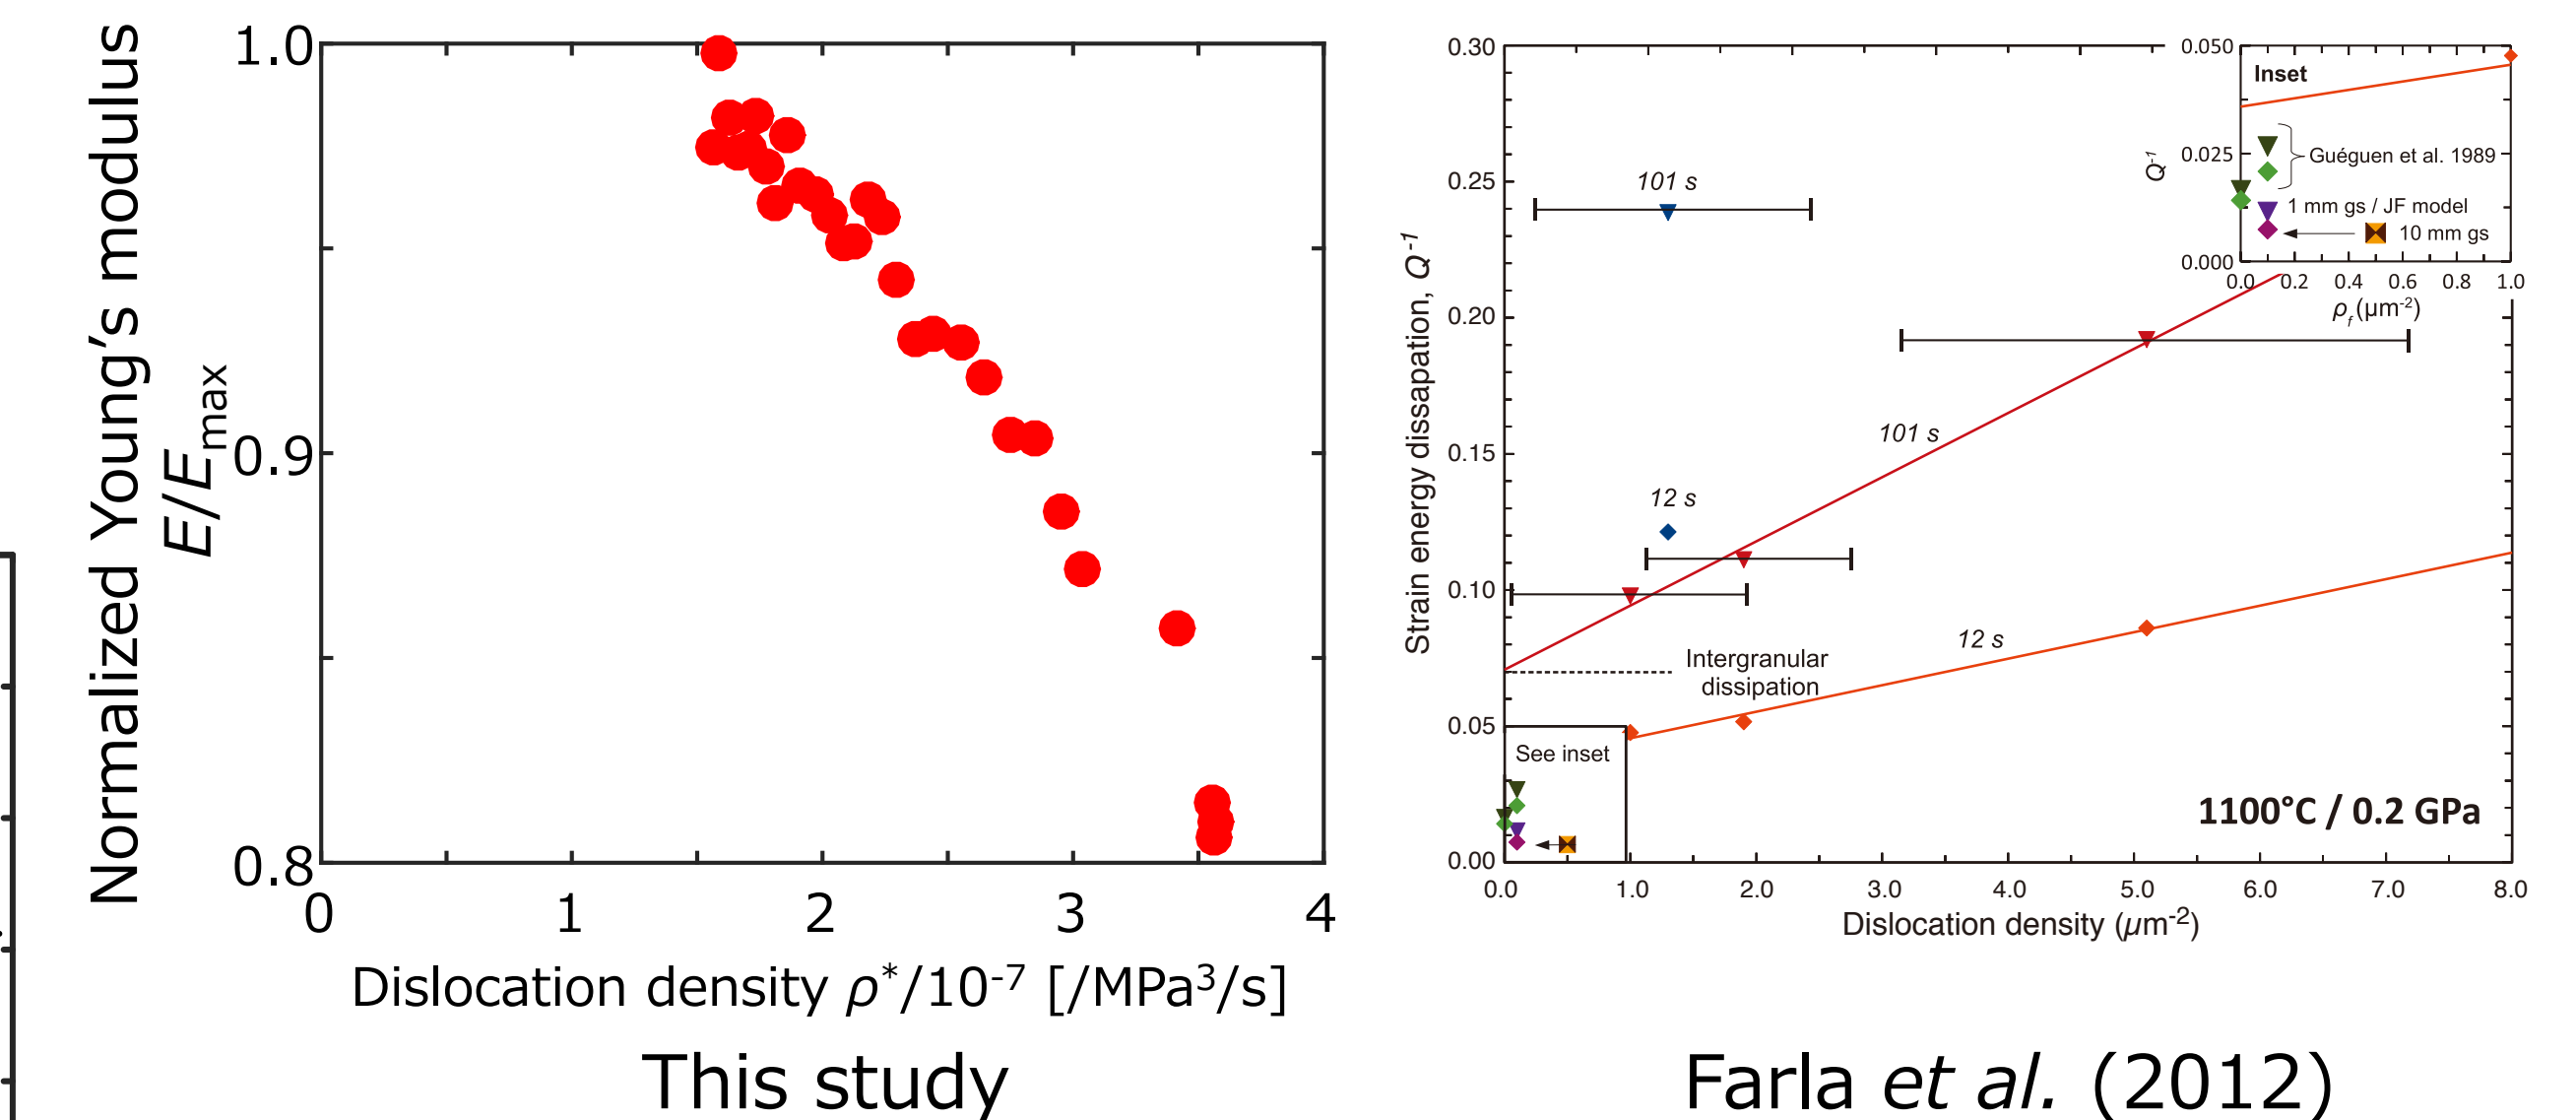 Normalized Young's modulus
E/Emax
1.0
0.9
0.8
0
1
2
3
4
Dislocation density ρ*/10-7 [/MPa3/s]
This study
Strain energy dissapation, Q-1
0.30
0.25
0.20
0.15
0.10
0.05
0.00
0.0
1.0
2.0
3.0
4.0
5.0
6.0
7.0
8.0
Dislocation density (μm-2)
101 s
12 s
101 s
12 s
Intergranular
dissipation
See inset
1100°C / 0.2 GPa
Inset
Q-1
0.050
0.025
0.000
0.0
0.2
0.4
0.6
0.8
1.0
ρf (μm-2)
Guéguen et al. 1989
1 mm gs / JF model
10 mm gs
Farla et al. (2012)